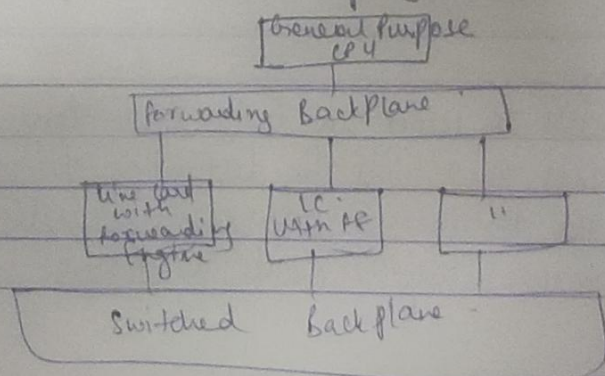 General Purpose
CPU
Forwarding Backplane
Line Card
with
forwarding
Engine
LC
with FE
"
Switched Backplane